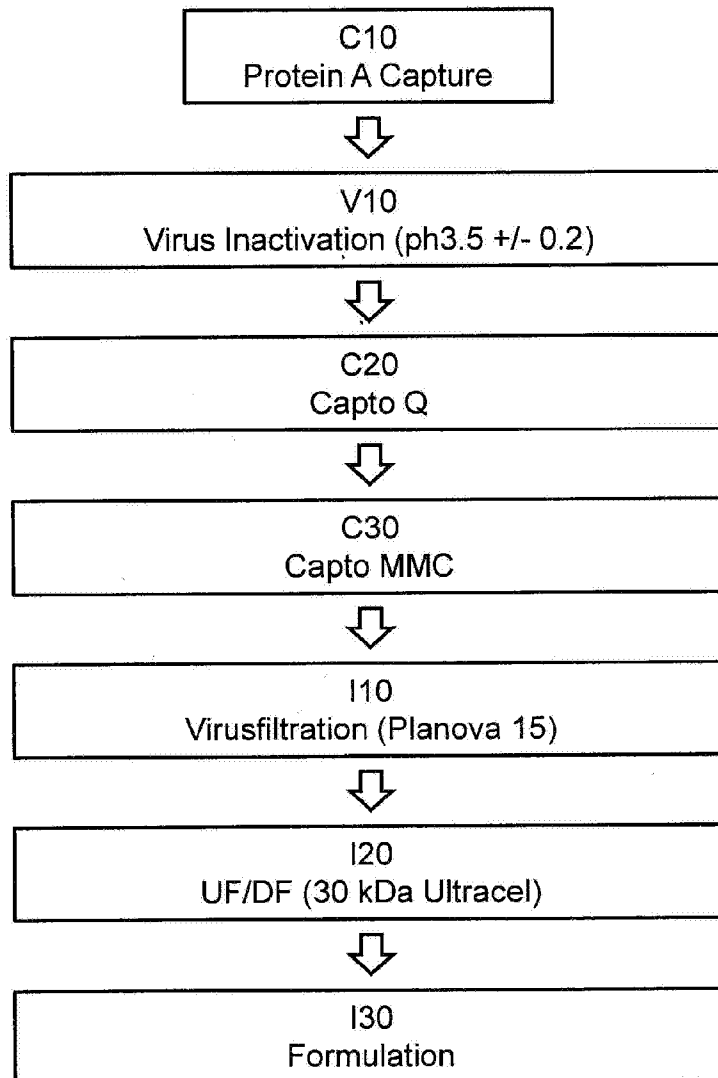 C10
Protein A Capture
V10
Virus Inactivation (ph3.5 +/- 0.2)
C20
Capto Q
C30
Capto MMC
I10
Virusfiltration (Planova 15)
I20
UF/DF (30 kDa Ultracel)
I30
Formulation